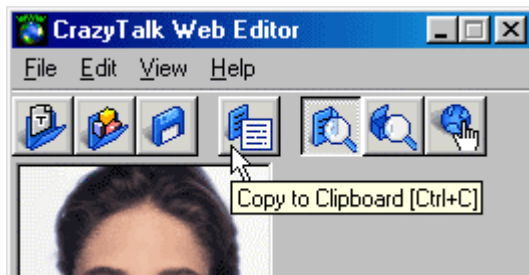 CrazyTalk Web Editor
File Edit View Help
Copy to Clipboard [Ctrl+C]